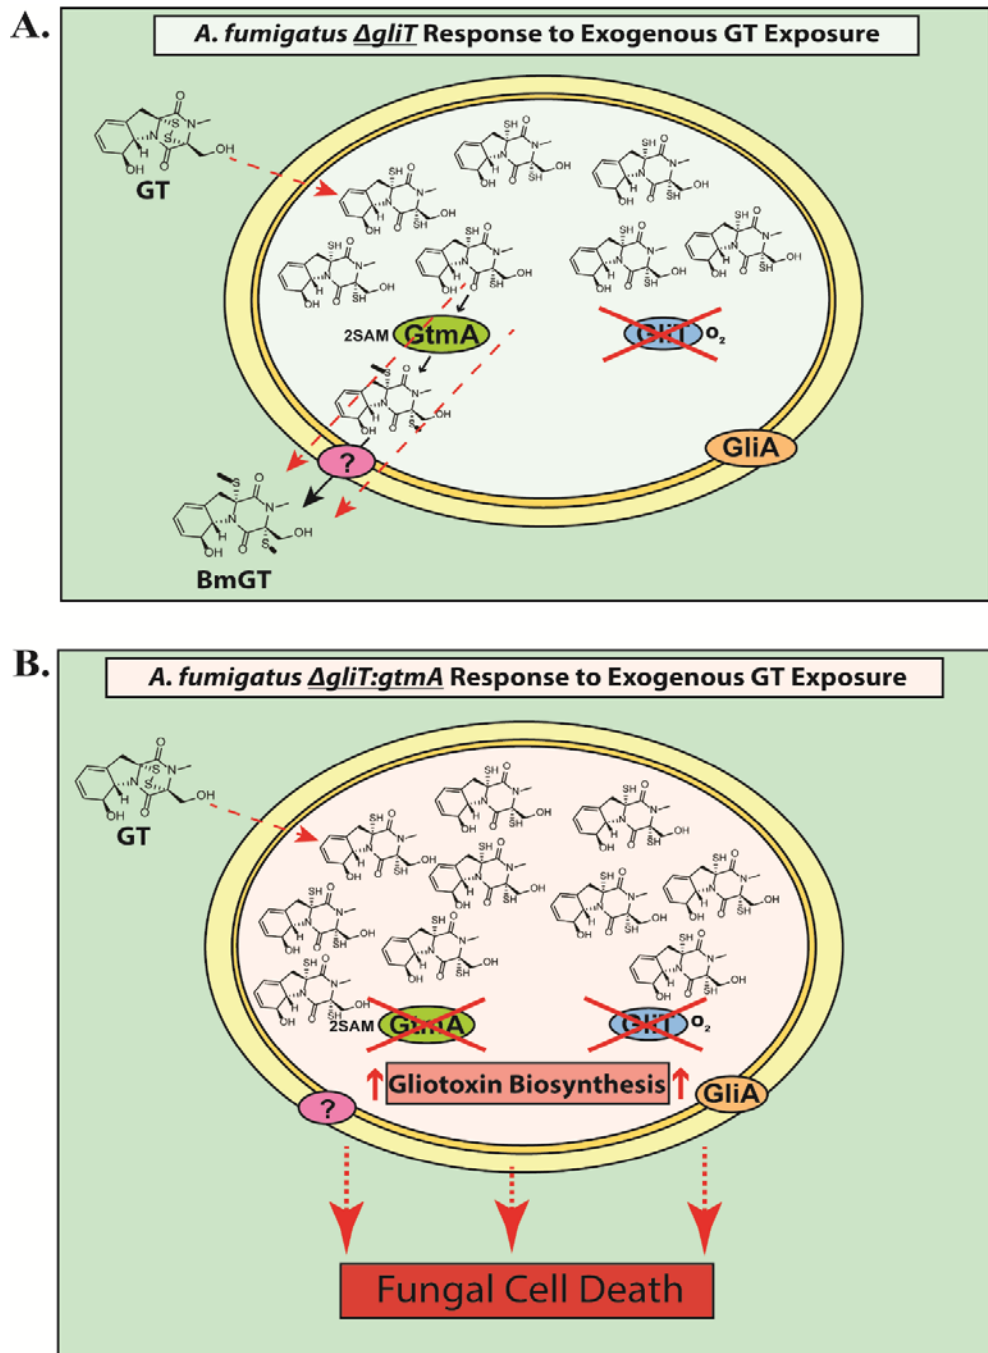 A.
A. fumigatus ΔgliT Response to Exogenous GT Exposure
GT
2SAM GtmA
GliT O₂
?
GliA
BmGT
B.
A. fumigatus ΔgliT:gtmA Response to Exogenous GT Exposure
GT
2SAM GtmA
GliT O₂
Gliotoxin Biosynthesis
?
GliA
Fungal Cell Death